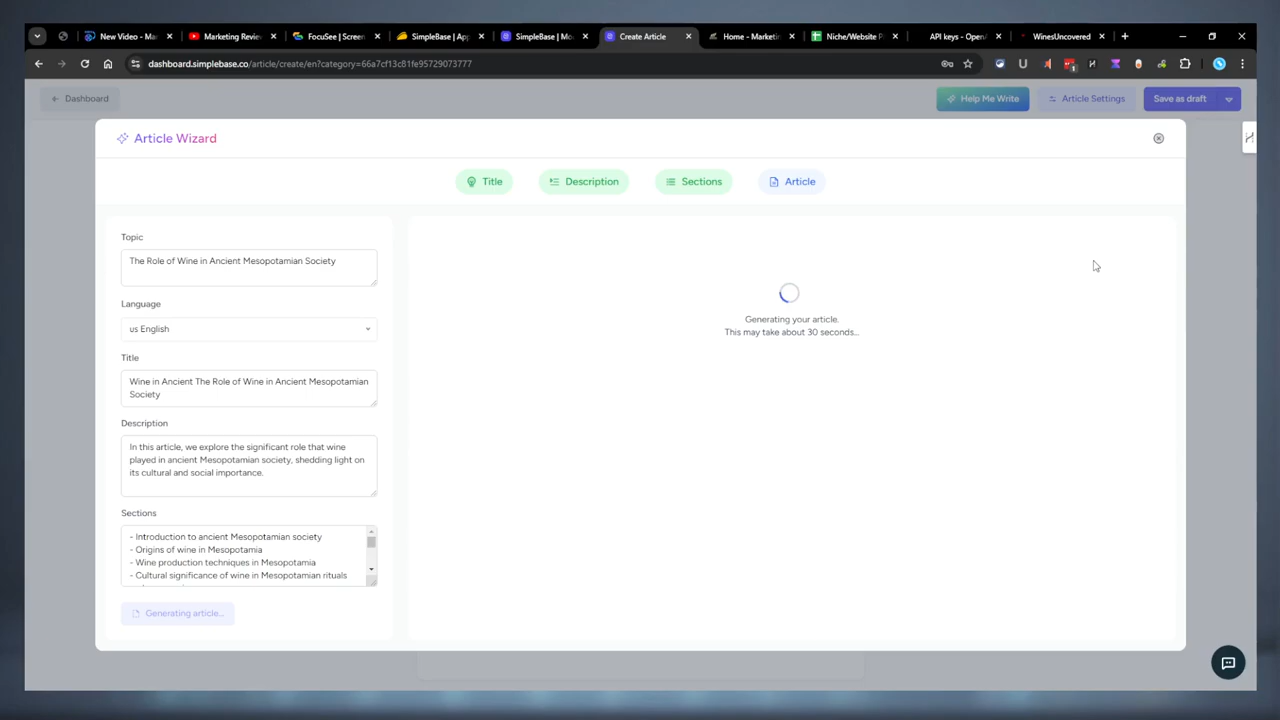 New Video - Ma
Marketing Revie
FocuSee | Screen
SimpleBase | App
SimpleBase | Mo
Create Article
Home - Marketin
Niche/Website P
API keys - OpenA
WinesUncovered
dashboard.simplebase.co/article/create/en?category=66a7cf13c81fe95729073777
1
Dashboard
Help Me Write
Article Settings
Save as draft
Article Wizard
Title
Description
Sections
Article
Topic
The Role of Wine in Ancient Mesopotamian Society
Language
us English
Title
Wine in Ancient The Role of Wine in Ancient Mesopotamian
Society
Description
In this article, we explore the significant role that wine
played in ancient Mesopotamian society, shedding light on
its cultural and social importance.
Sections
- Introduction to ancient Mesopotamian society
- Origins of wine in Mesopotamia
- Wine production techniques in Mesopotamia
- Cultural significance of wine in Mesopotamian rituals
Generating article...
Generating your article.
This may take about 30 seconds...